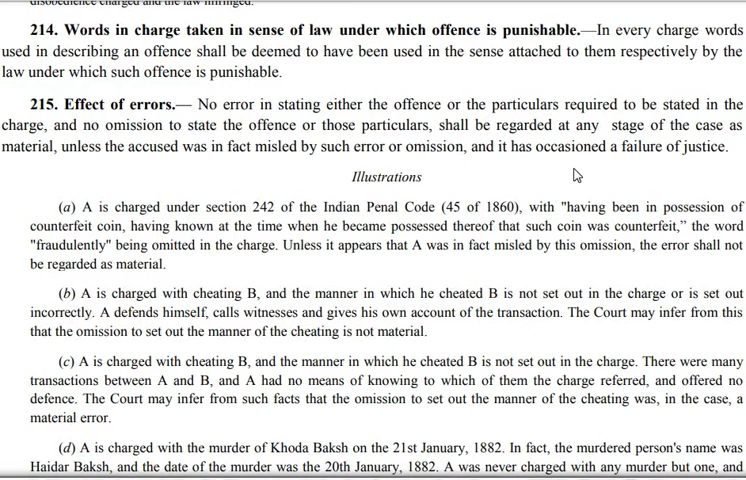 disobedience charged and the law infringed.
214. Words in charge taken in sense of law under which offence is punishable.—In every charge words
used in describing an offence shall be deemed to have been used in the sense attached to them respectively by the
law under which such offence is punishable.
215. Effect of errors.— No error in stating either the offence or the particulars required to be stated in the
charge, and no omission to state the offence or those particulars, shall be regarded at any stage of the case as
material, unless the accused was in fact misled by such error or omission, and it has occasioned a failure of justice.
Illustrations
(a) A is charged under section 242 of the Indian Penal Code (45 of 1860), with "having been in possession of
counterfeit coin, having known at the time when he became possessed thereof that such coin was counterfeit,” the word
"fraudulently" being omitted in the charge. Unless it appears that A was in fact misled by this omission, the error shall not
be regarded as material.
(b) A is charged with cheating B, and the manner in which he cheated B is not set out in the charge or is set out
incorrectly. A defends himself, calls witnesses and gives his own account of the transaction. The Court may infer from this
that the omission to set out the manner of the cheating is not material.
(c) A is charged with cheating B, and the manner in which he cheated B is not set out in the charge. There were many
transactions between A and B, and A had no means of knowing to which of them the charge referred, and offered no
defence. The Court may infer from such facts that the omission to set out the manner of the cheating was, in the case, a
material error.
(d) A is charged with the murder of Khoda Baksh on the 21st January, 1882. In fact, the murdered person's name was
Haidar Baksh, and the date of the murder was the 20th January, 1882. A was never charged with any murder but one, and